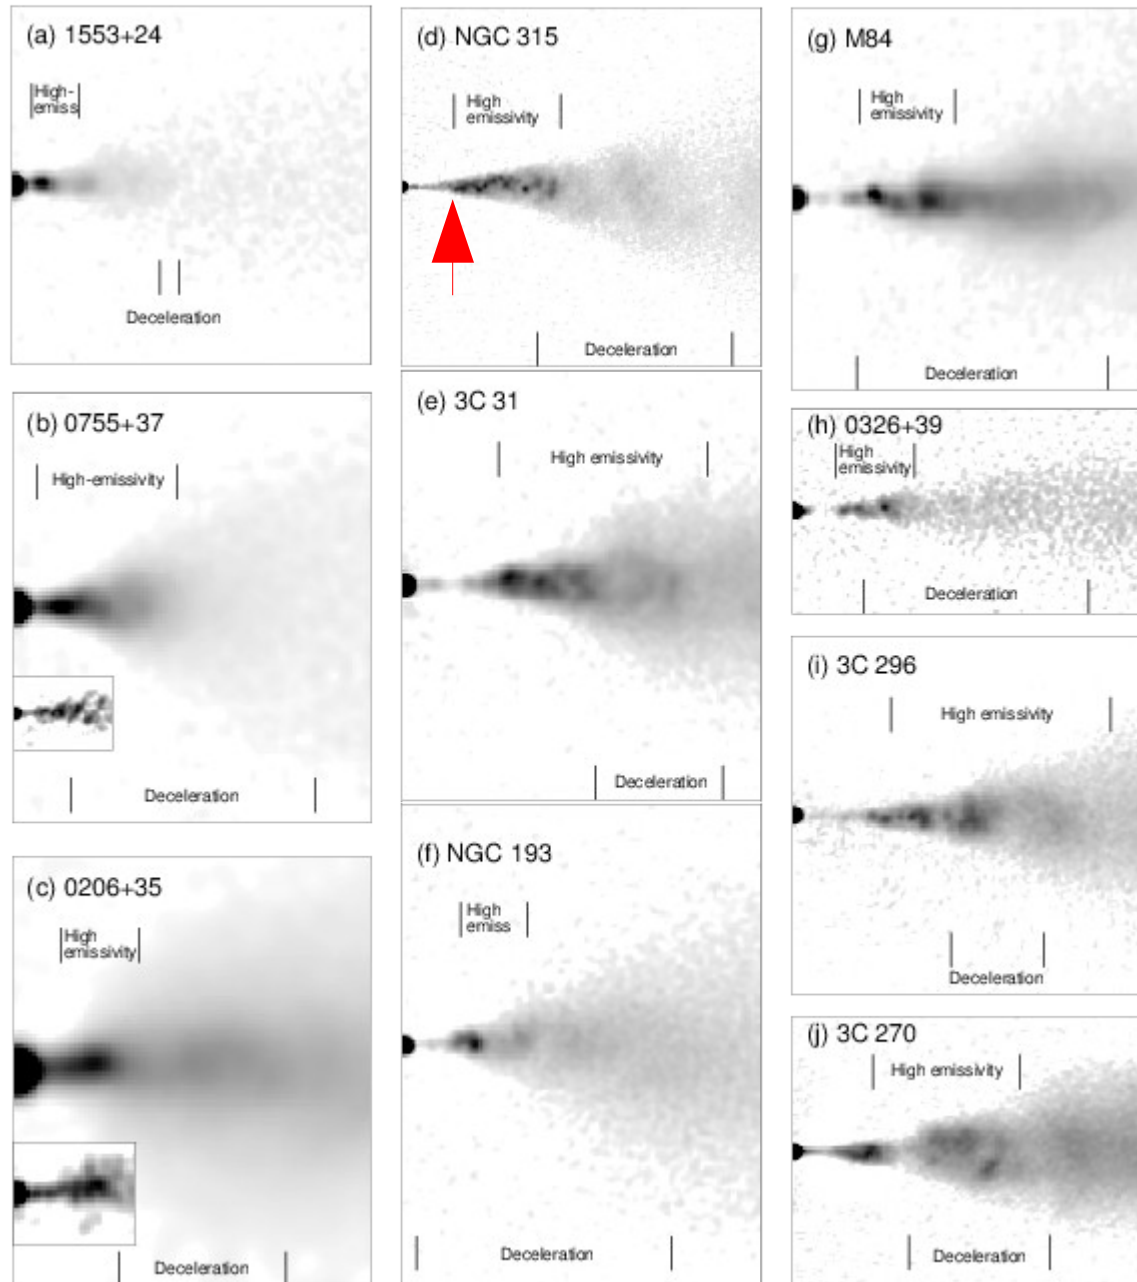 (a) 1553+24
High-
emiss
Deceleration
(b) 0755+37
High-emissivity
Deceleration
(c) 0206+35
High
emissivity
Deceleration
(d) NGC 315
High
emissivity
Deceleration
(e) 3C 31
High emissivity
Deceleration
(f) NGC 193
High
emiss
Deceleration
(g) M84
High
emissivity
Deceleration
(h) 0326+39
High
emissivity
Deceleration
(i) 3C 296
High emissivity
Deceleration
(j) 3C 270
High emissivity
Deceleration